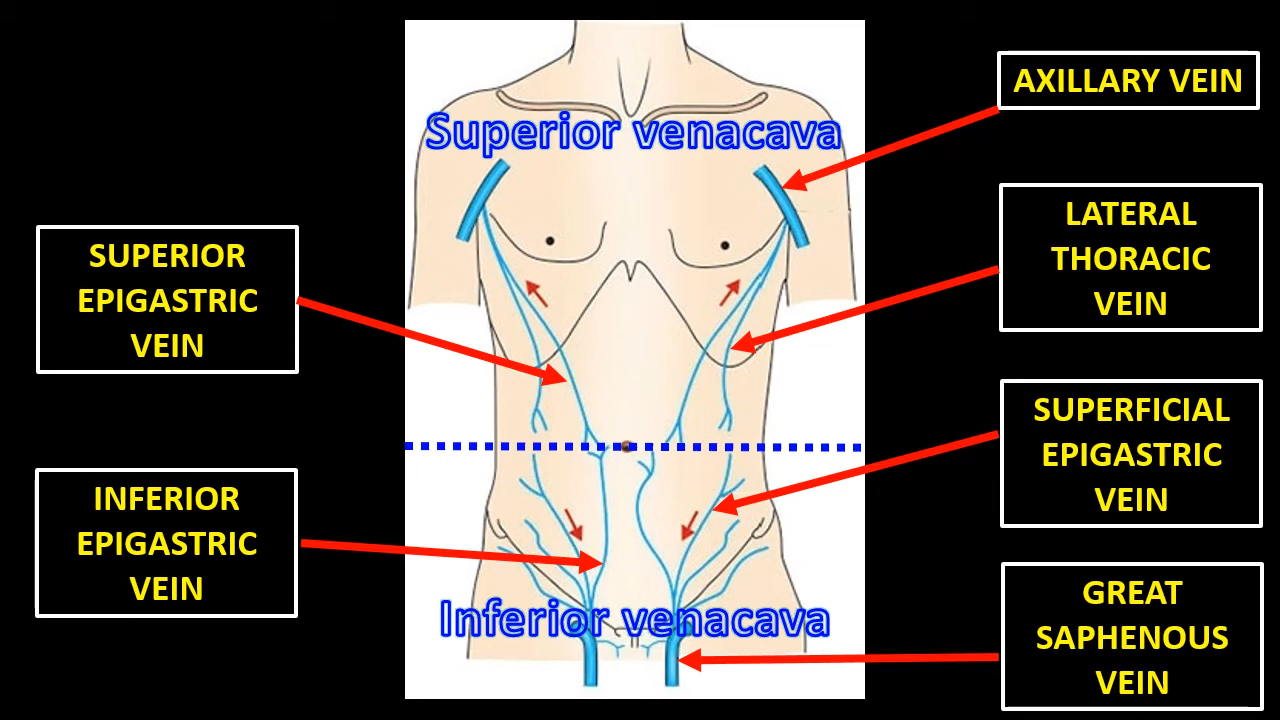 AXILLARY VEIN
Superior venacava
LATERAL
THORACIC
VEIN
SUPERIOR
EPIGASTRIC
VEIN
SUPERFICIAL
EPIGASTRIC
VEIN
INFERIOR
EPIGASTRIC
VEIN
Inferior venacava
GREAT
SAPHENOUS
VEIN